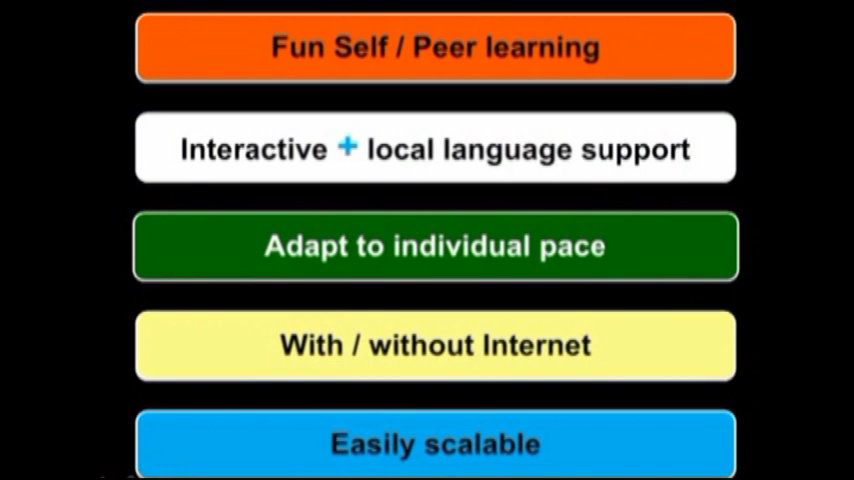 Fun Self / Peer learning
Interactive + local language support
Adapt to individual pace
With / without Internet
Easily scalable